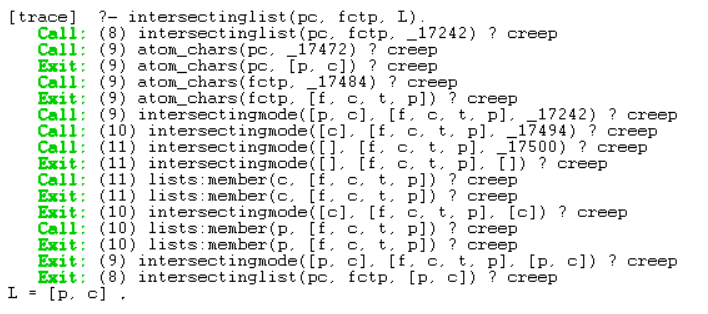 [trace]  ?- intersectinglist(pc, fctp, L).
   Call: (8) intersectinglist(pc, fctp, _17242) ? creep
   Call: (9) atom_chars(pc, _17472) ? creep
   Exit: (9) atom_chars(pc, [p, c]) ? creep
   Call: (9) atom_chars(fctp, _17484) ? creep
   Exit: (9) atom_chars(fctp, [f, c, t, p]) ? creep
   Call: (9) intersectingmode([p, c], [f, c, t, p], _17242) ? creep
   Call: (10) intersectingmode([c], [f, c, t, p], _17494) ? creep
   Call: (11) intersectingmode([], [f, c, t, p], _17500) ? creep
   Exit: (11) intersectingmode([], [f, c, t, p], []) ? creep
   Call: (11) lists:member(c, [f, c, t, p]) ? creep
   Exit: (11) lists:member(c, [f, c, t, p]) ? creep
   Exit: (10) intersectingmode([c], [f, c, t, p], [c]) ? creep
   Call: (10) lists:member(p, [f, c, t, p]) ? creep
   Exit: (10) lists:member(p, [f, c, t, p]) ? creep
   Exit: (9) intersectingmode([p, c], [f, c, t, p], [p, c]) ? creep
   Exit: (8) intersectinglist(pc, fctp, [p, c]) ? creep
L = [p, c] .